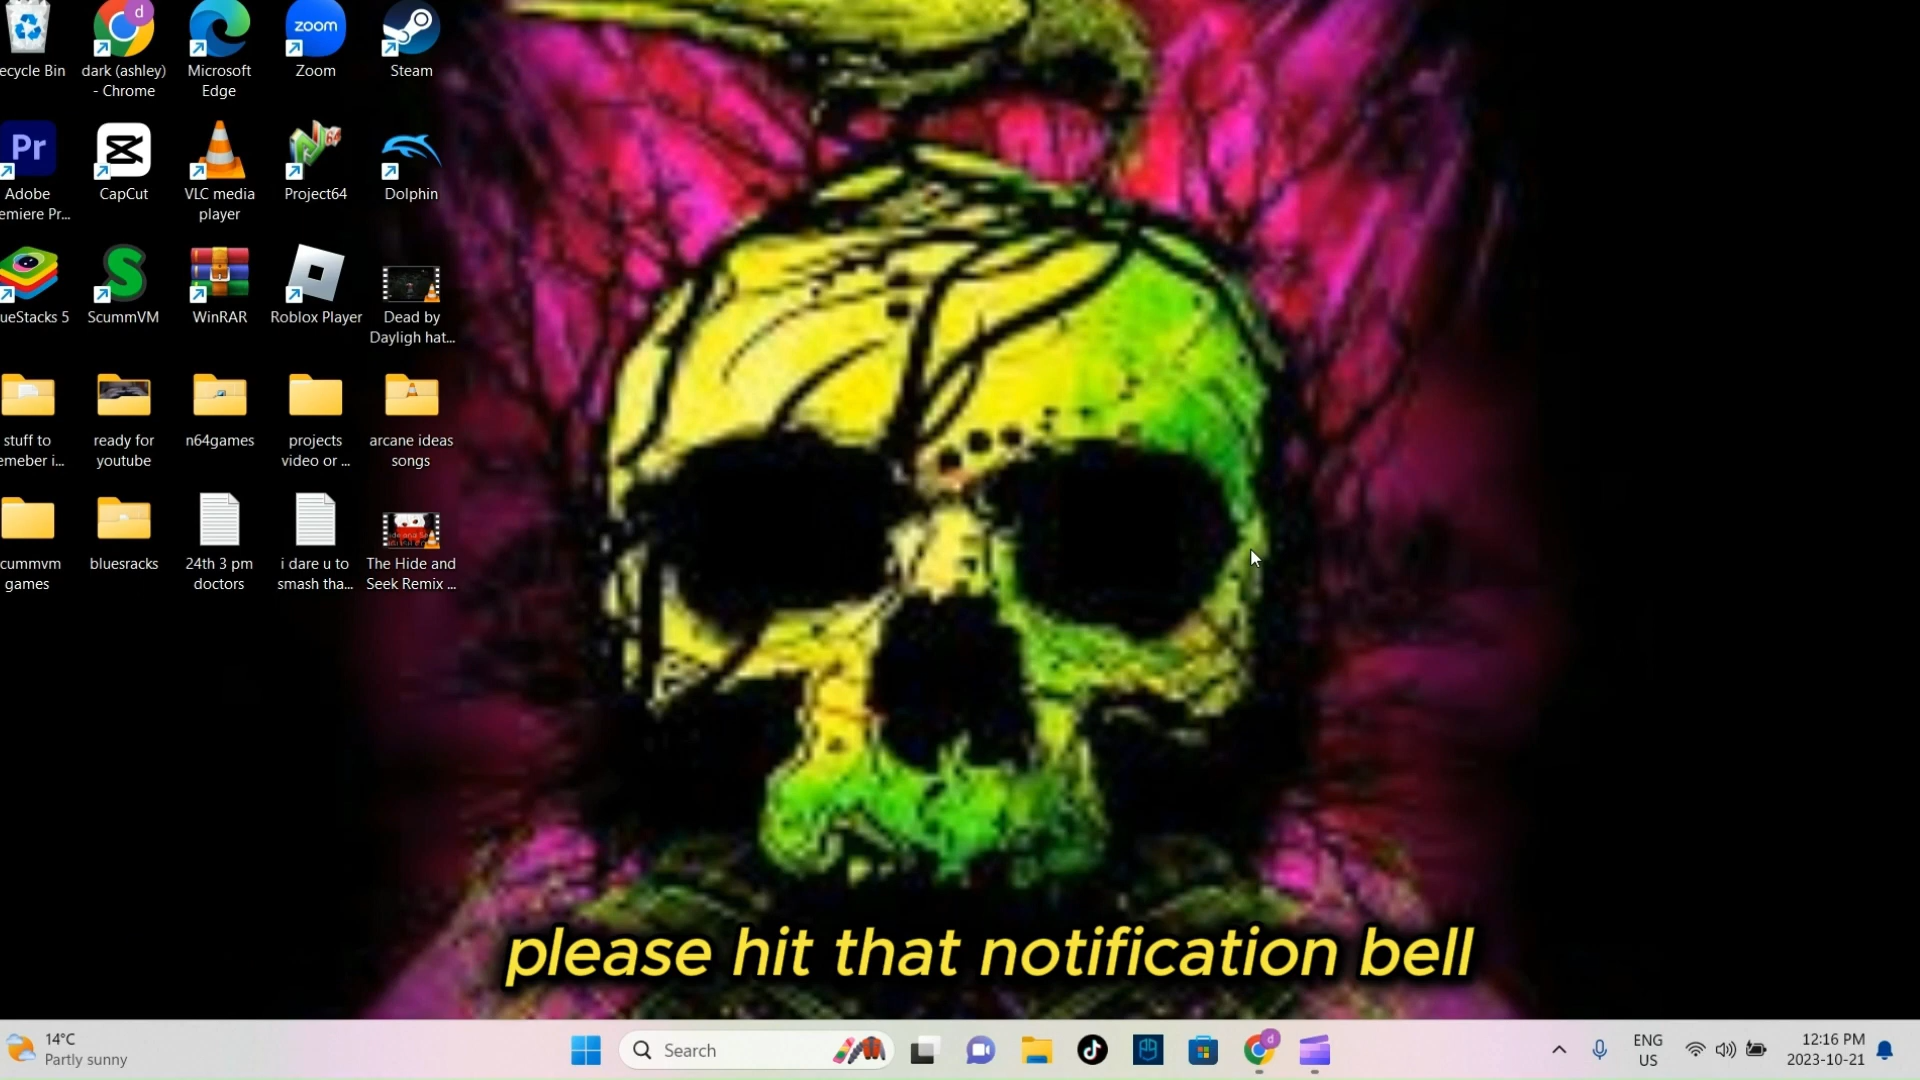 ecycle Bin
dark (ashley)
- Chrome
Microsoft
Edge
zoom
Zoom
Steam
Pr
Adobe
emiere Pr...
CapCut
VLC media
player
Project64
Dolphin
ueStacks 5
ScummVM
WinRAR
Roblox Player
Dead by
Dayligh hat...
stuff to
emeber i...
ready for
youtube
n64games
projects
video or ...
arcane ideas
songs
cummvm
games
bluesracks
24th 3 pm
doctors
i dare u to
smash tha...
The Hide and
Seek Remix ...
please hit that notification bell
14°C
Partly sunny
Search
ENG
US
12:16 PM
2023-10-21